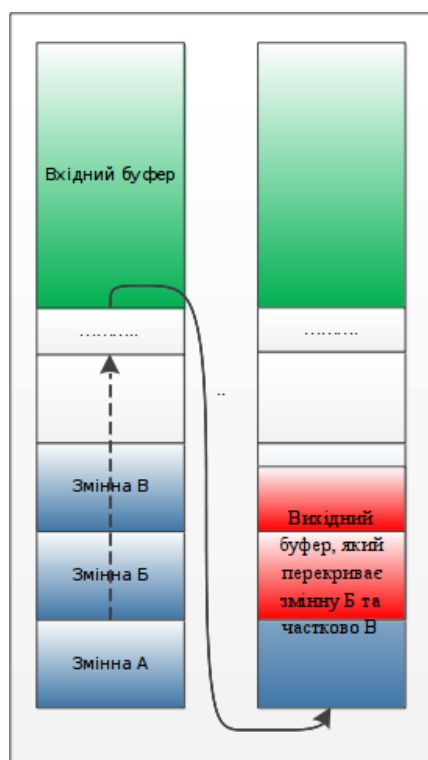 Вхідний буфер
………..
………..
..
Змінна В
Змінна Б
Змінна А
Вихідний
буфер, який
перекриває
змінну Б та
частково В